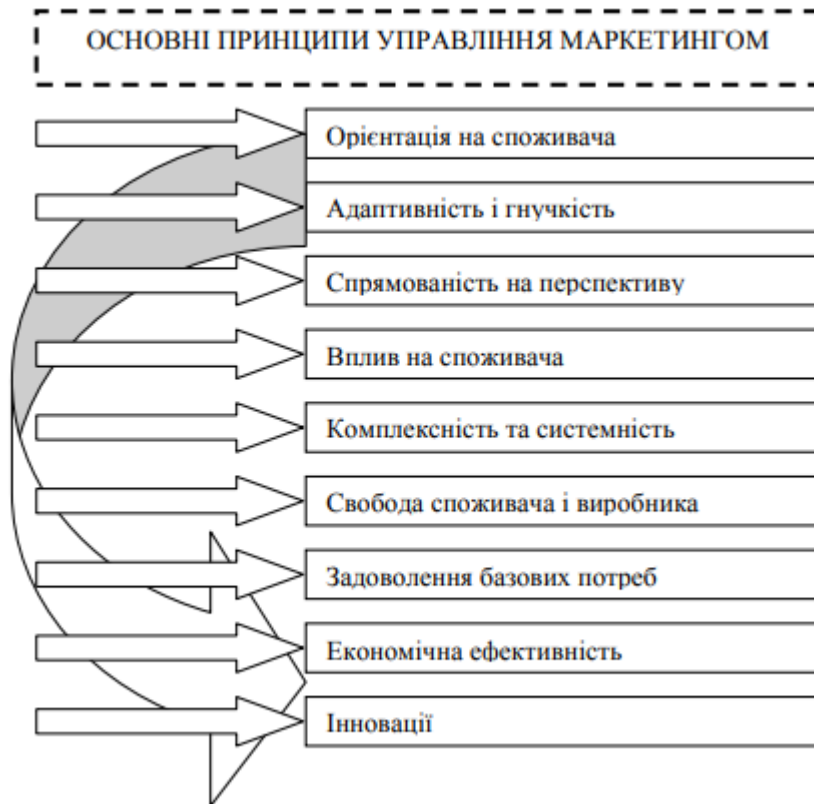 ОСНОВНІ ПРИНЦИПИ УПРАВЛІННЯ МАРКЕТИНГОМ
Орієнтація на споживача
Адаптивність і гнучкість
Спрямованість на перспективу
Вплив на споживача
Комплексність та системність
Свобода споживача і виробника
Задоволення базових потреб
Економічна ефективність
Інновації